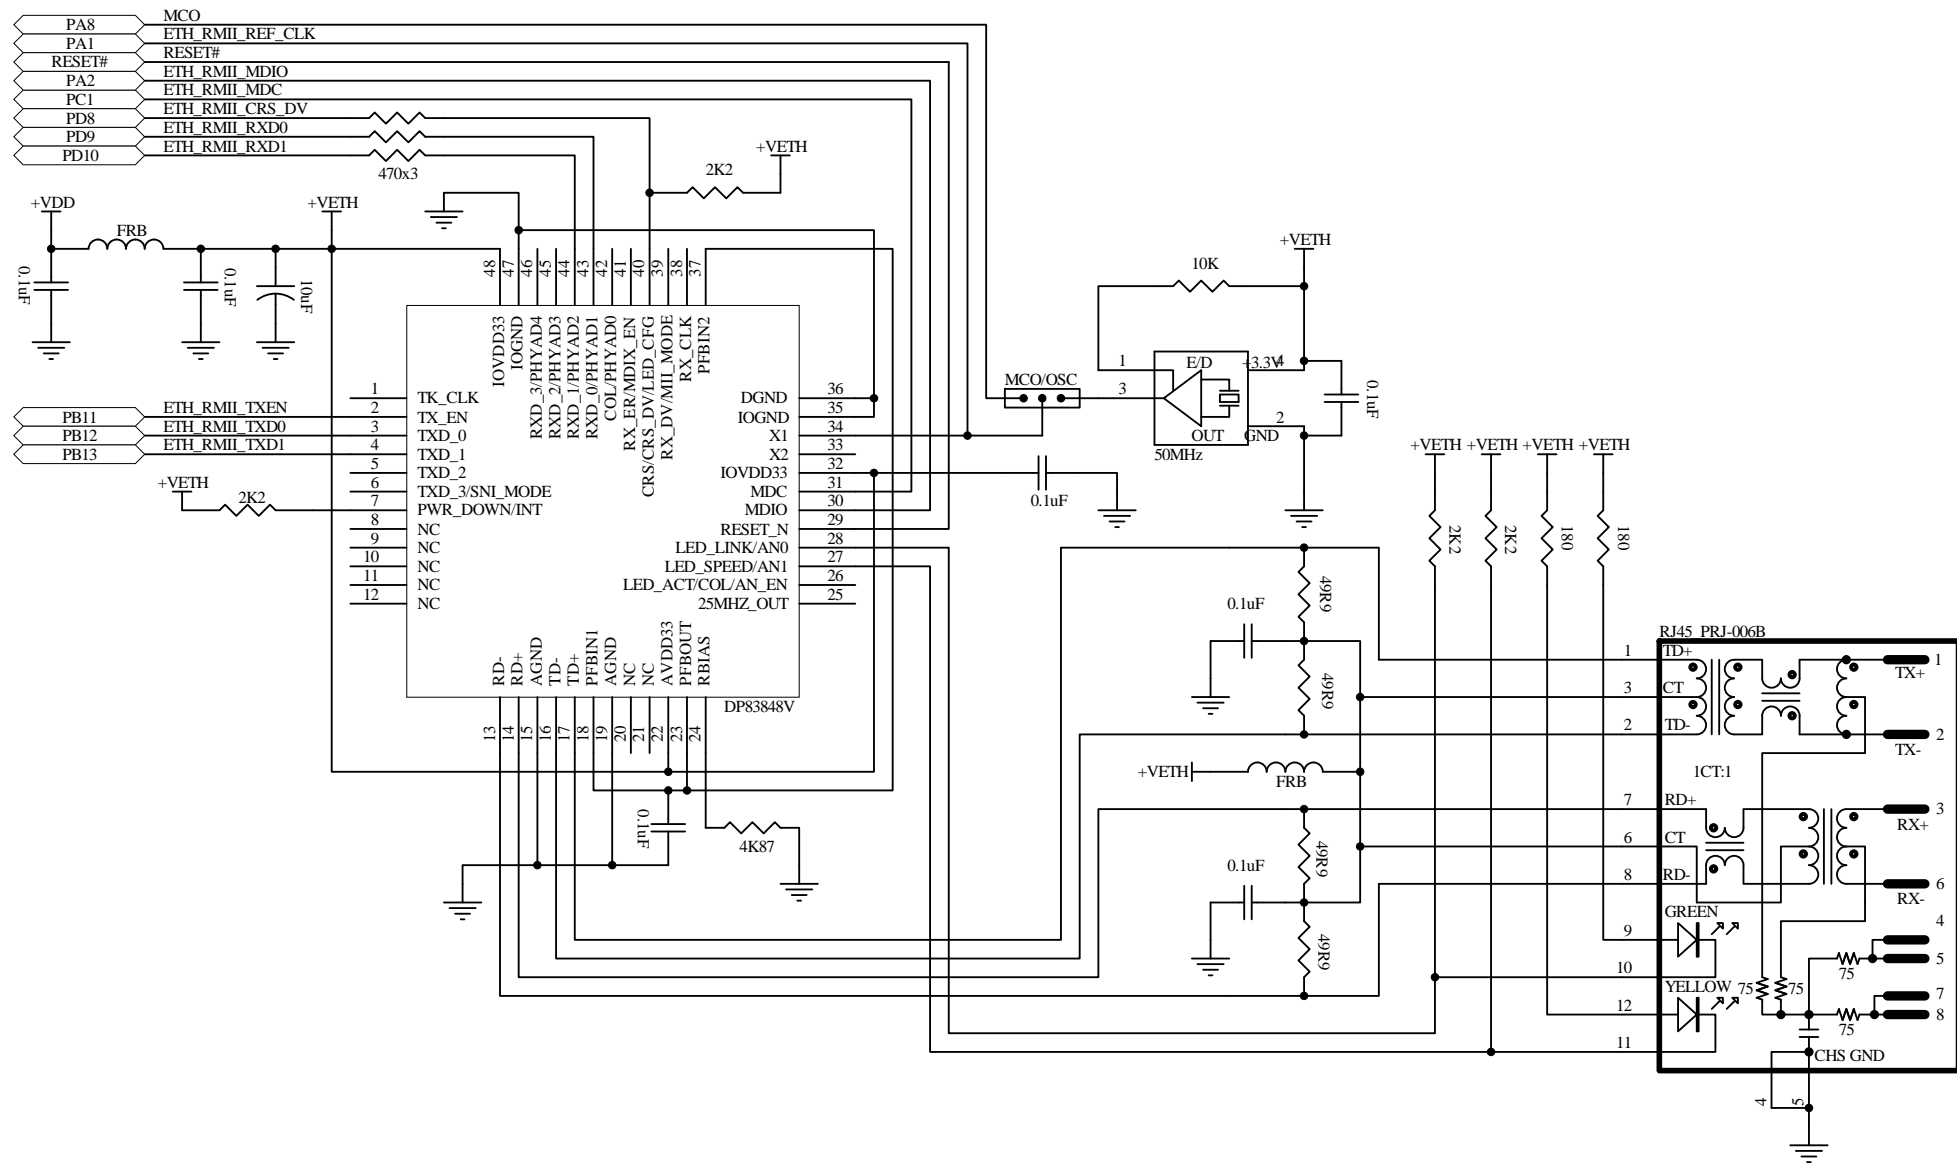 PA8 MCO
PA1 ETH_RMII_REF_CLK
RESET# RESET#
PA2 ETH_RMII_MDIO
PC1 ETH_RMII_MDC
PD8 ETH_RMII_CRS_DV
PD9 ETH_RMII_RXD0
PD10 ETH_RMII_RXD1
470x3
2K2
+VETH
+VDD
FRB
+VETH
0.1uF
0.1uF
10uF
48
47
46
45
44
43
42
41
40
39
38
37
IOVDD33
IOGND
RXD_3/PHYAD4
RXD_2/PHYAD3
RXD_1/PHYAD2
RXD_0/PHYAD1
COL/PHYAD0
RX_ER/MDIX_EN
CRS/CRS_DV/LED_CFG
RX_DV/MII_MODE
RX_CLK
PFBIN2
PB11 ETH_RMII_TXEN
PB12 ETH_RMII_TXD0
PB13 ETH_RMII_TXD1
+VETH
2K2
1 TK_CLK
2 TX_EN
3 TXD_0
4 TXD_1
5 TXD_2
6 TXD_3/SNI_MODE
7 PWR_DOWN/INT
8 NC
9 NC
10 NC
11 NC
12 NC
DGND 36
IOGND 35
X1 34
X2 33
IOVDD33 32
MDC 31
MDIO 30
RESET_N 29
LED_LINK/AN0 28
LED_SPEED/AN1 27
LED_ACT/COL/AN_EN 26
25MHZ_OUT 25
RD-
RD+
AGND
TD-
TD+
PFBIN1
AGND
NC
NC
AVDD33
PFBOUT
RBIAS
DP83848V
13
14
15
16
17
18
19
20
21
22
23
24
0.1uF
4K87
+VETH
10K
MCO/OSC
1
3
E/D
+3.3V
4
2
OUT
GND
50MHz
0.1uF
0.1uF
+VETH
+VETH
+VETH
+VETH
2K2
2K2
180
180
49R9
0.1uF
49R9
+VETH
FRB
49R9
0.1uF
49R9
RJ45_PRJ-006B
1 TD+
3 CT
2 TD-
1CT:1
7 RD+
6 CT
8 RD-
GREEN
9
10
YELLOW
12
11
TX+ 1
TX- 2
RX+ 3
RX- 6
4
5
7
8
75
75
75
75
CHS GND
4
5